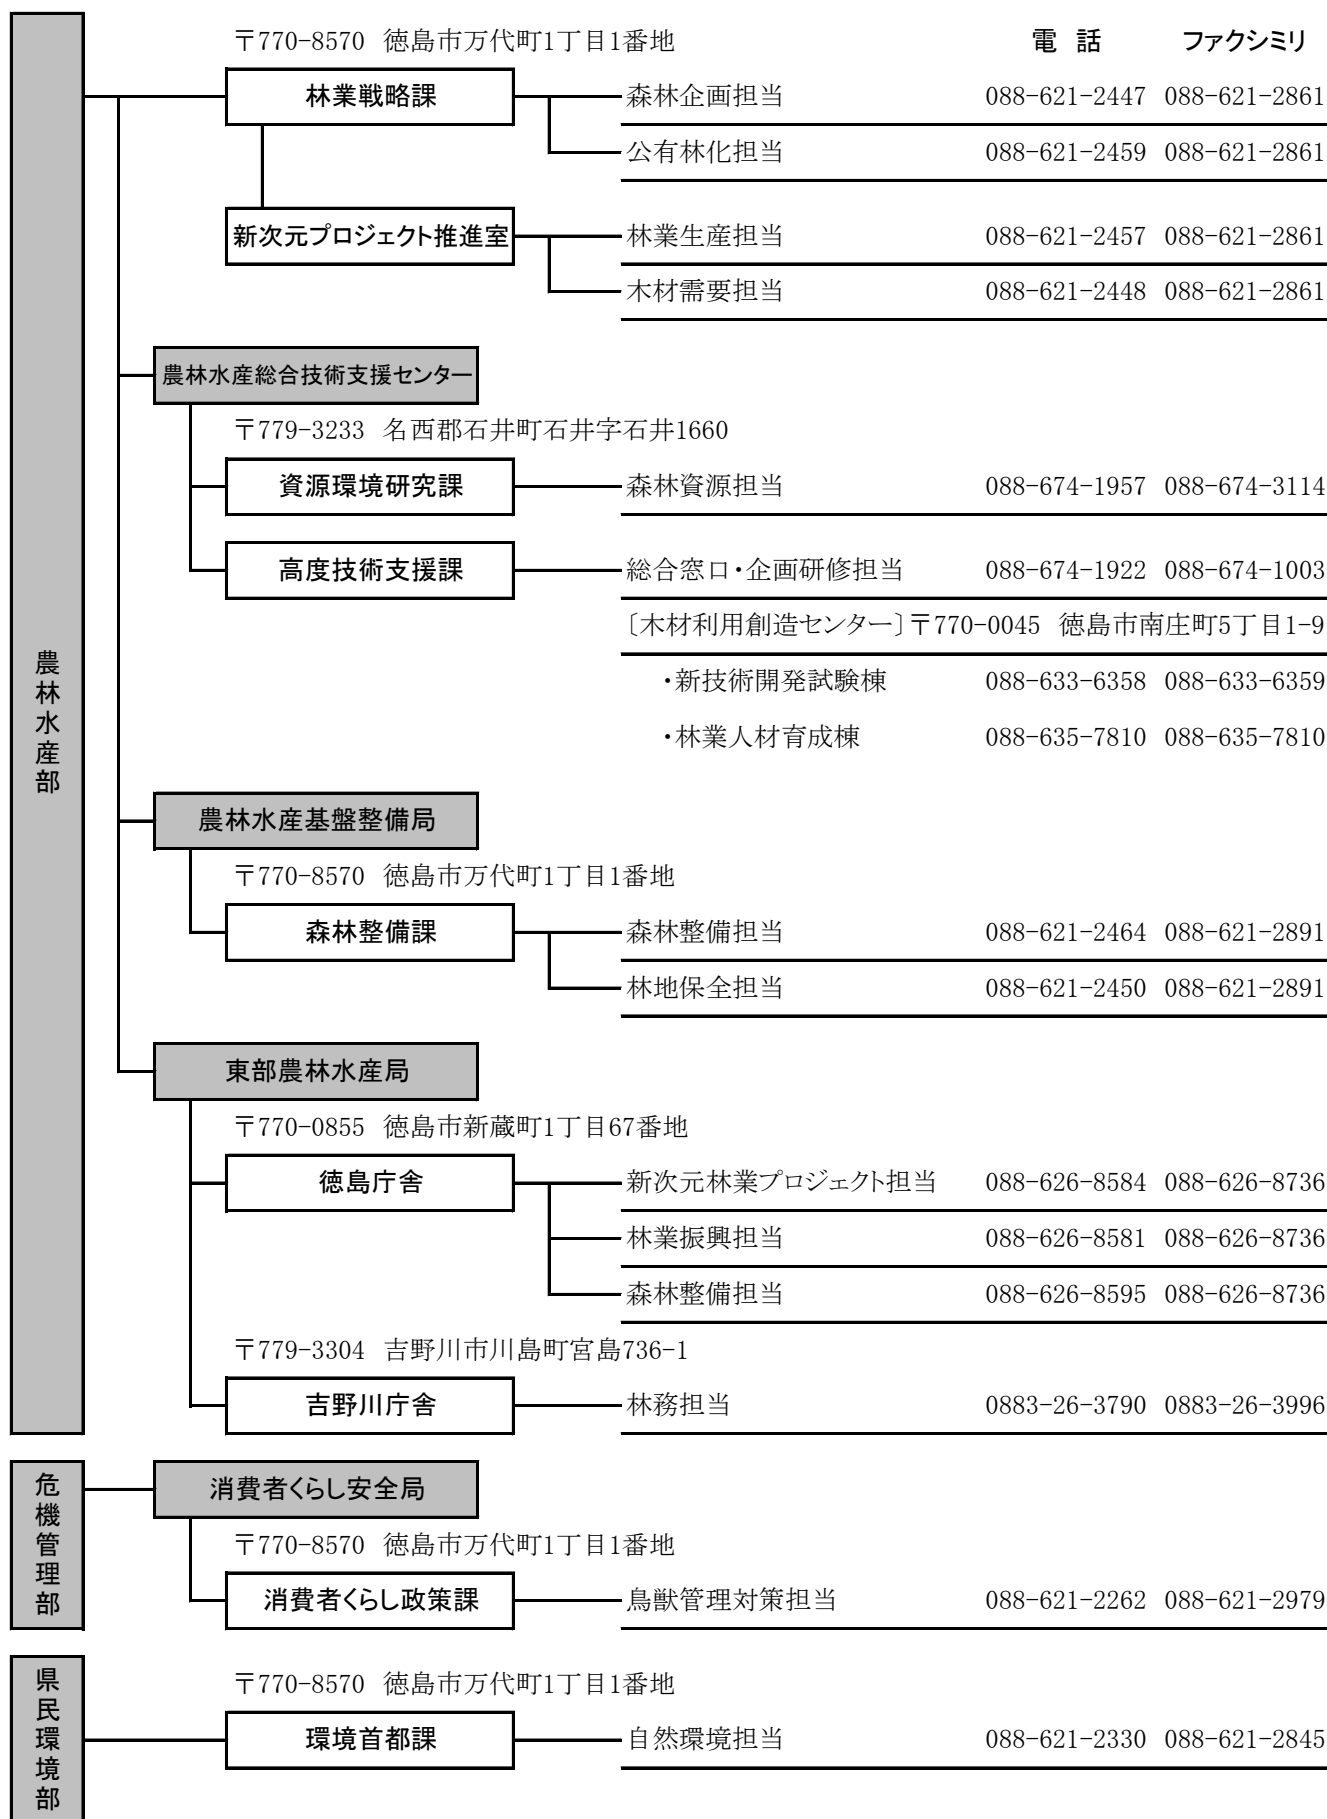 〒770-8570 徳島市万代町1丁目1番地 電 話 ファクシミリ
林業戦略課 森林企画担当 088-621-2447 088-621-2861
公有林化担当 088-621-2459 088-621-2861
新次元プロジェクト推進室 林業生産担当 088-621-2457 088-621-2861
木材需要担当 088-621-2448 088-621-2861
農林水産総合技術支援センター
〒779-3233 名西郡石井町石井字石井1660
資源環境研究課 森林資源担当 088-674-1957 088-674-3114
高度技術支援課 総合窓口・企画研修担当 088-674-1922 088-674-1003
〔木材利用創造センター〕〒770-0045 徳島市南庄町5丁目1-9
農林水産部
・新技術開発試験棟 088-633-6358 088-633-6359
・林業人材育成棟 088-635-7810 088-635-7810
農林水産基盤整備局
〒770-8570 徳島市万代町1丁目1番地
森林整備課 森林整備担当 088-621-2464 088-621-2891
林地保全担当 088-621-2450 088-621-2891
東部農林水産局
〒770-0855 徳島市新蔵町1丁目67番地
徳島庁舎 新次元林業プロジェクト担当 088-626-8584 088-626-8736
林業振興担当 088-626-8581 088-626-8736
森林整備担当 088-626-8595 088-626-8736
〒779-3304 吉野川市川島町宮島736-1
吉野川庁舎 林務担当 0883-26-3790 0883-26-3996
危機管理部
消費者くらし安全局
〒770-8570 徳島市万代町1丁目1番地
消費者くらし政策課 鳥獣管理対策担当 088-621-2262 088-621-2979
県民環境部
〒770-8570 徳島市万代町1丁目1番地
環境首都課 自然環境担当 088-621-2330 088-621-2845